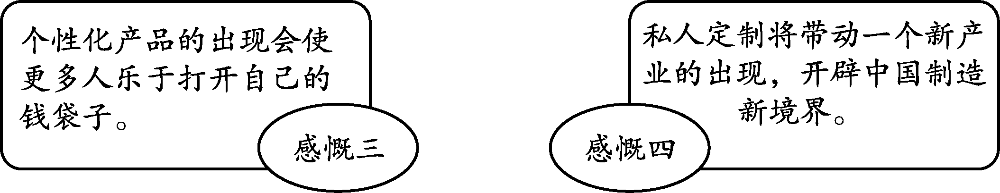 个性化产品的出现会使
更多人乐于打开自己的
钱袋子。
感慨三
私人定制将带动一个新产
业的出现，开辟中国制造
新境界。
感慨四